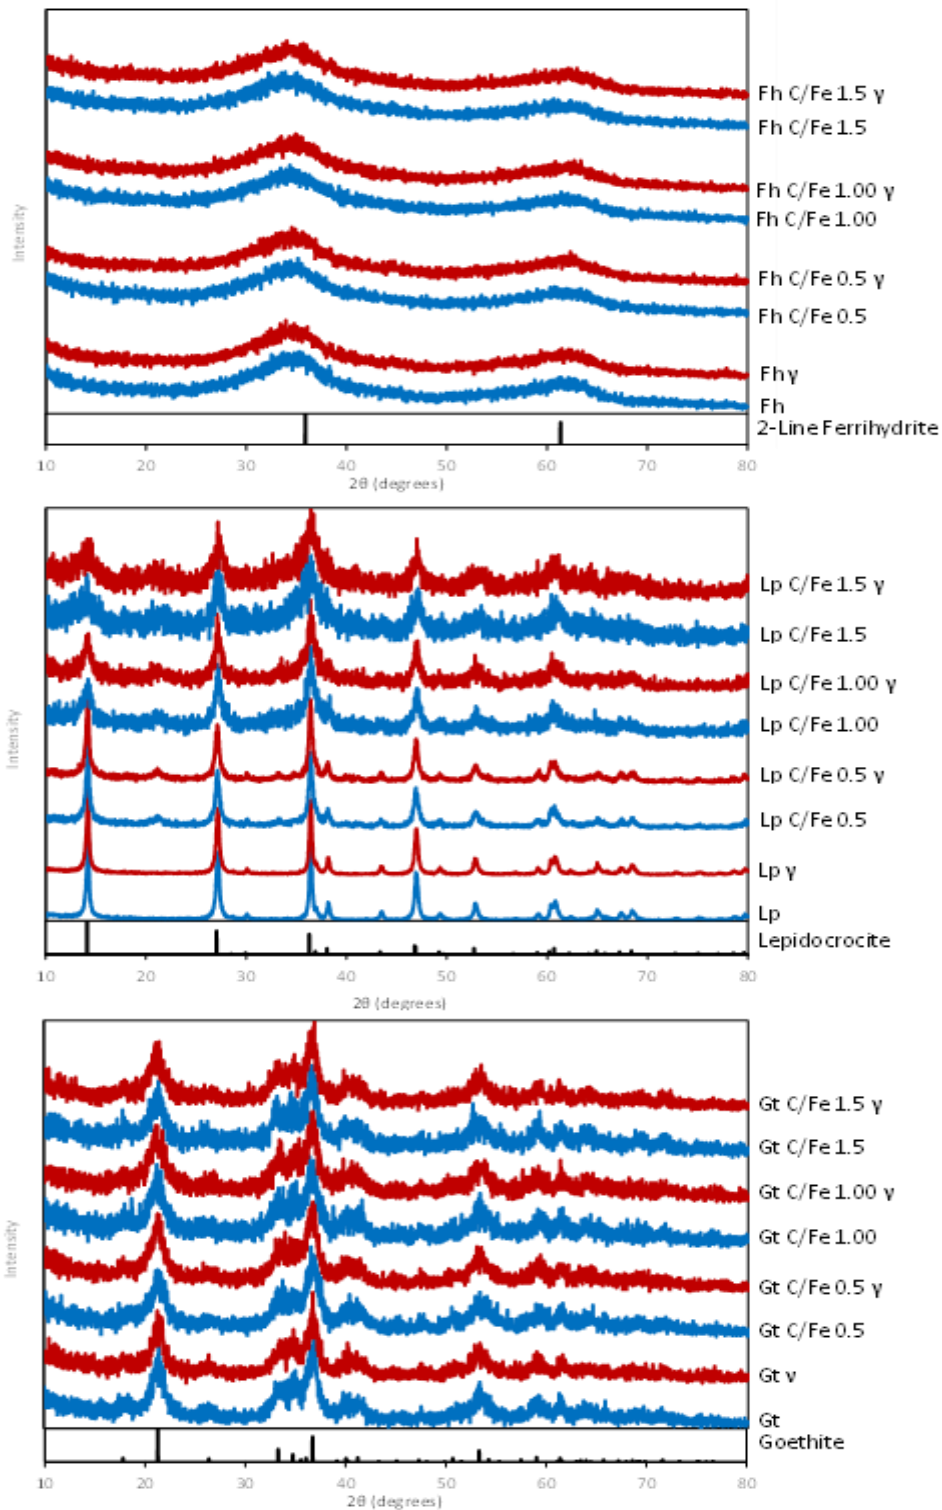 Intensity
Fh C/Fe 1.5 γ
Fh C/Fe 1.5
Fh C/Fe 1.00 γ
Fh C/Fe 1.00
Fh C/Fe 0.5 γ
Fh C/Fe 0.5
Fh γ
Fh
2-Line Ferrihydrite
10 20 30 40 50 60 70 80
2θ (degrees)
Intensity
Lp C/Fe 1.5 γ
Lp C/Fe 1.5
Lp C/Fe 1.00 γ
Lp C/Fe 1.00
Lp C/Fe 0.5 γ
Lp C/Fe 0.5
Lp γ
Lp
Lepidocrocite
10 20 30 40 50 60 70 80
2θ (degrees)
Intensity
Gt C/Fe 1.5 γ
Gt C/Fe 1.5
Gt C/Fe 1.00 γ
Gt C/Fe 1.00
Gt C/Fe 0.5 γ
Gt C/Fe 0.5
Gt γ
Gt
Goethite
10 20 30 40 50 60 70 80
2θ (degrees)